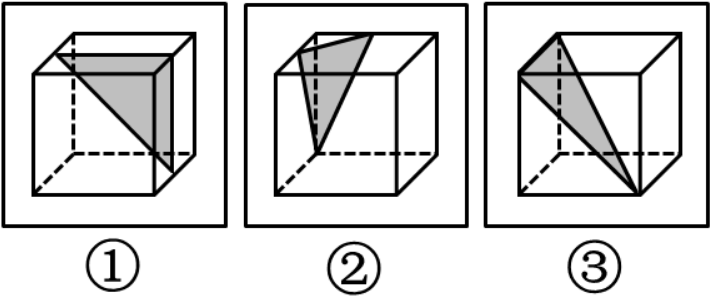 ① ② ③